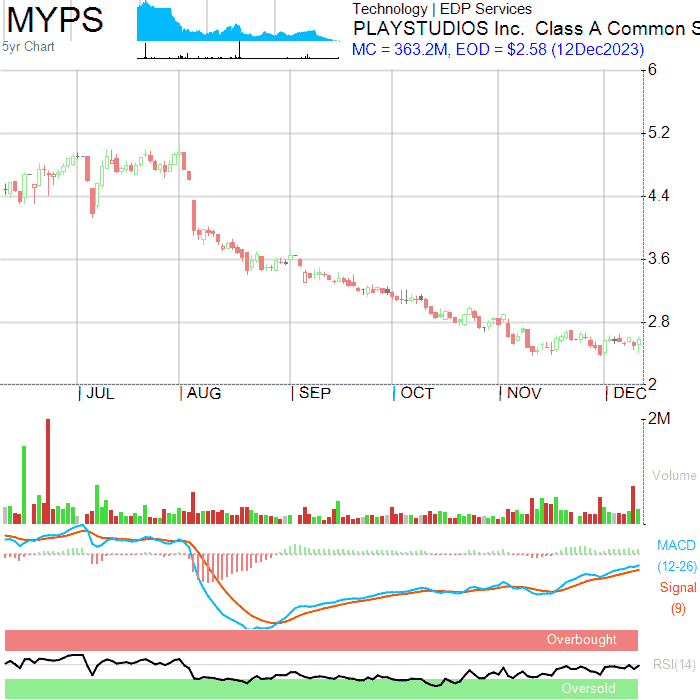 MYPS
5yr Chart
Technology | EDP Services
PLAYSTUDIOS Inc. Class A Common S
MC = 363.2M, EOD = $2.58 (12Dec2023)
6
5.2
4.4
3.6
2.8
2
JUL
AUG
SEP
OCT
NOV
DEC
2M
Volume
MACD
(12-26)
Signal
(9)
Overbought
RSI(14)
Oversold